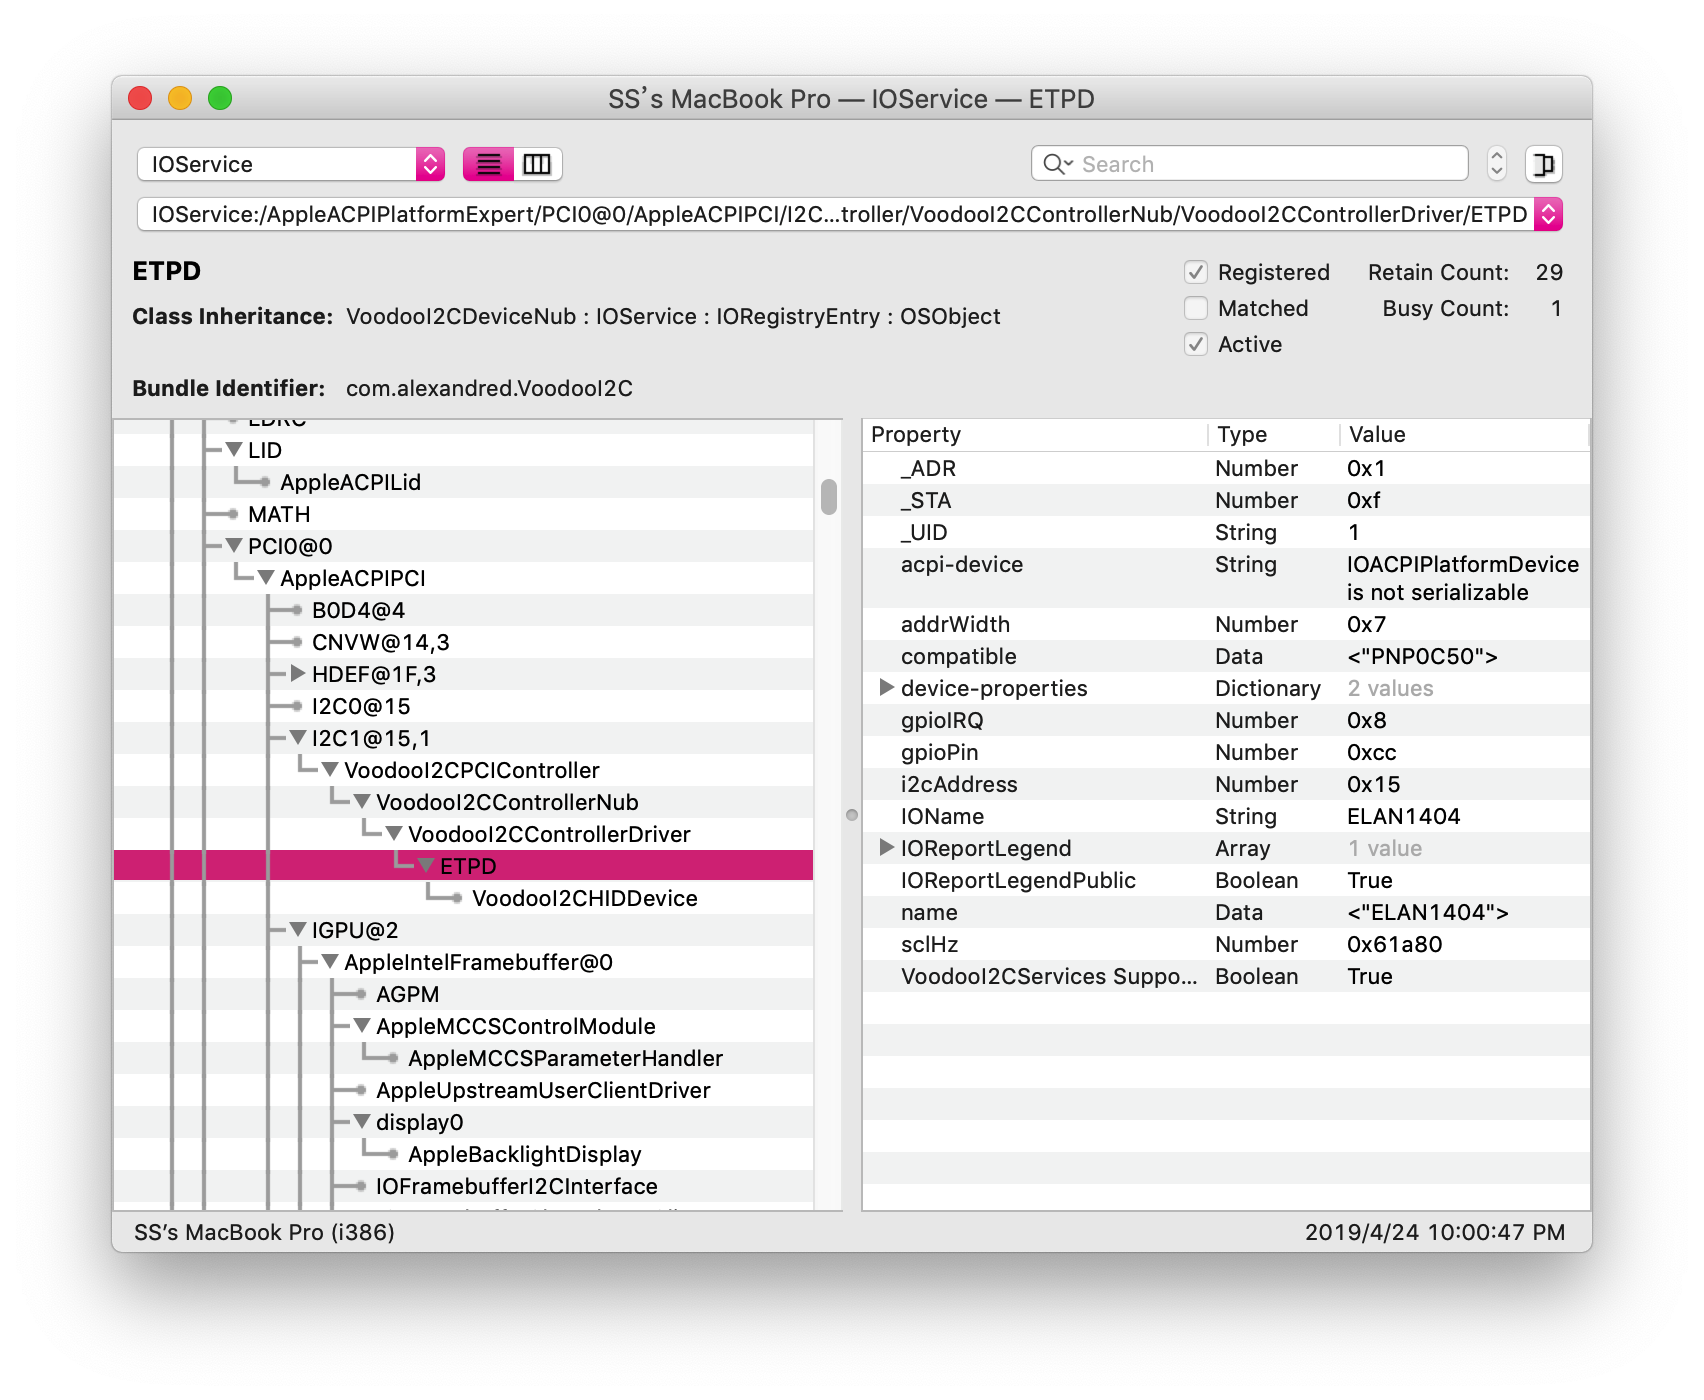 SS's MacBook Pro — IOService — ETPD
IOService
Search
IOService:/AppleACPIPlatformExpert/PCI0@0/AppleACPIPCI/I2C...troller/VoodooI2CControllerNub/VoodooI2CControllerDriver/ETPD
ETPD
Registered Retain Count: 29
Class Inheritance: VoodooI2CDeviceNub : IOService : IORegistryEntry : OSObject
Matched Busy Count: 1
Active
Bundle Identifier: com.alexandred.VoodooI2C
LID
AppleACPILid
MATH
PCI0@0
AppleACPIPCI
B0D4@4
CNVW@14,3
HDEF@1F,3
I2C0@15
I2C1@15,1
VoodooI2CPCIController
VoodooI2CControllerNub
VoodooI2CControllerDriver
ETPD
VoodooI2CHIDDevice
IGPU@2
AppleIntelFramebuffer@0
AGPM
AppleMCCSControlModule
AppleMCCSParameterHandler
AppleUpstreamUserClientDriver
display0
AppleBacklightDisplay
IOFramebufferI2CInterface
Property Type Value
_ADR Number 0x1
_STA Number 0xf
_UID String 1
acpi-device String IOACPIPlatformDevice
is not serializable
addrWidth Number 0x7
compatible Data <"PNP0C50">
device-properties Dictionary 2 values
gpioIRQ Number 0x8
gpioPin Number 0xcc
i2cAddress Number 0x15
IOName String ELAN1404
IOReportLegend Array 1 value
IOReportLegendPublic Boolean True
name Data <"ELAN1404">
sclHz Number 0x61a80
VoodooI2CServices Suppo... Boolean True
SS's MacBook Pro (i386)
2019/4/24 10:00:47 PM